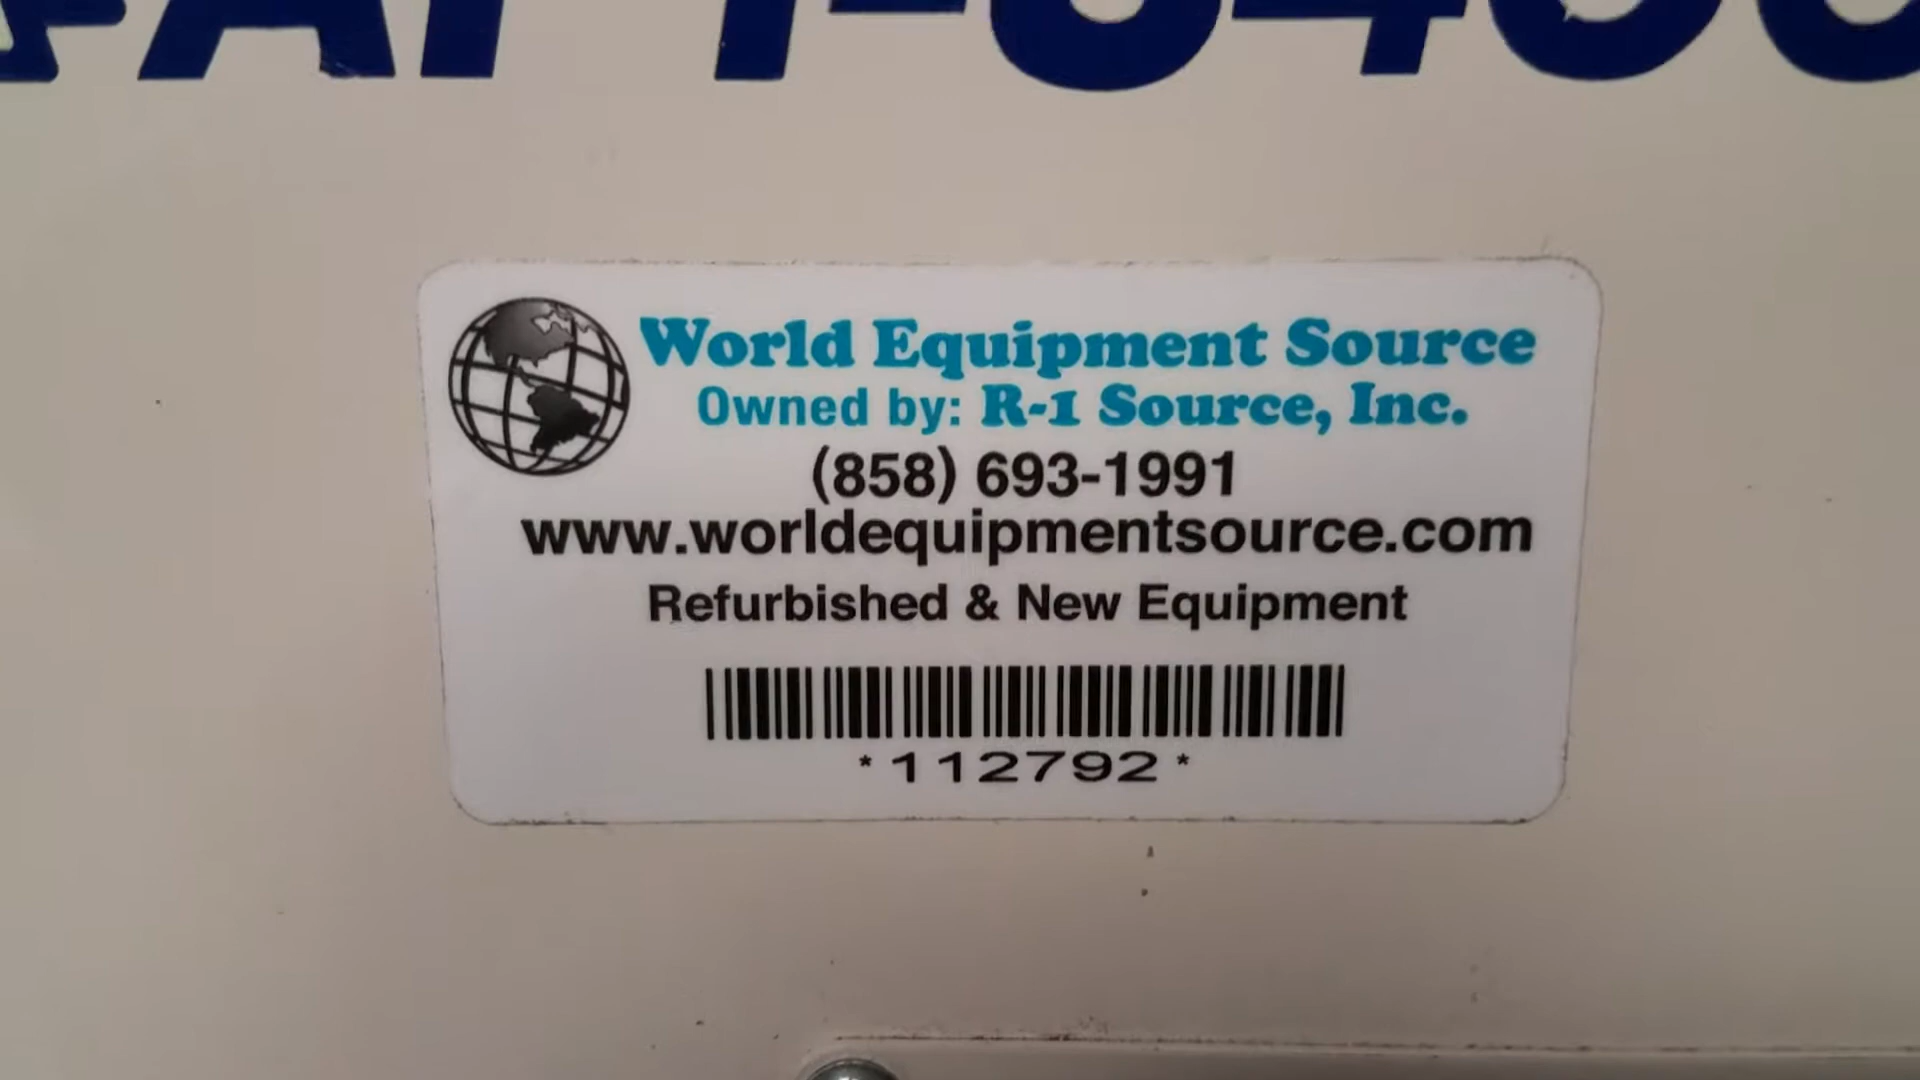 World Equipment Source
Owned by: R-1 Source, Inc.
(858) 693-1991
www.worldequipmentsource.com
Refurbished & New Equipment
*112792*